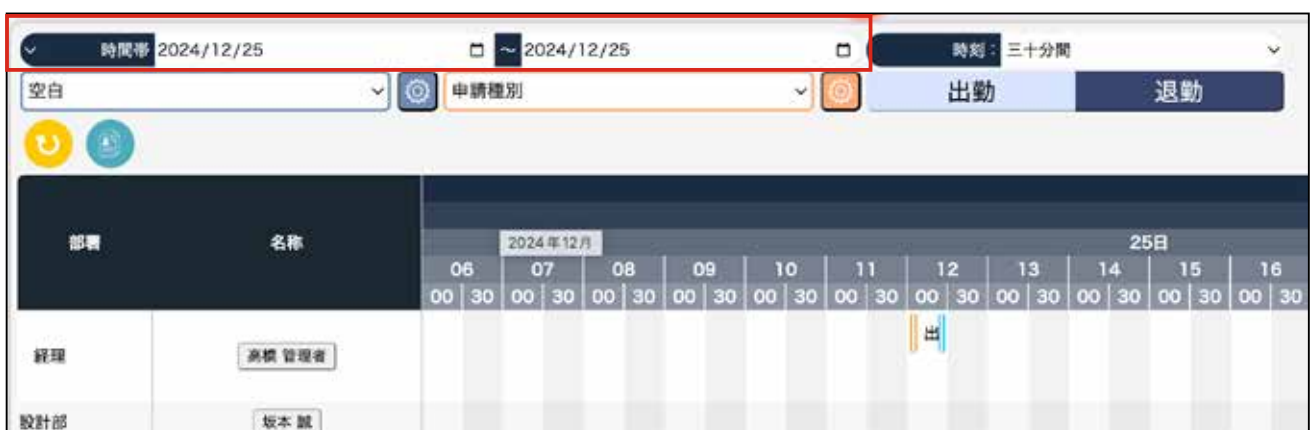 時間帯 2024/12/25 ~ 2024/12/25 時刻: 三十分間
空白 申請種別 出勤 退勤
部署 名称
2024年12月 25日
06 07 08 09 10 11 12 13 14 15 16
00 30 00 30 00 30 00 30 00 30 00 30 00 30 00 30 00 30 00 30 00 30
出
経理 高橋 管理者
設計部 坂本 誠